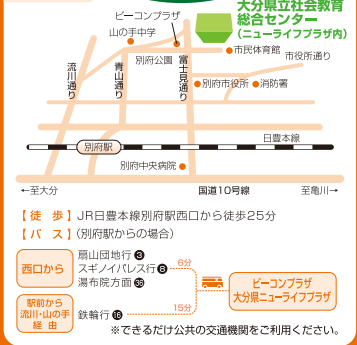 大分県立社会教育
総合センター
(ニューライフプラザ内)
ビーコンプラザ
山の手中学
市民体育館
市役所通り
別府公園
流川通り
青山通り
富士見通り
別府市役所
消防署
日豊本線
別府駅
別府中央病院
←至大分
国道10号線
→至亀川
【徒 歩】JR日豊本線別府駅西口から徒歩25分
【バ ス】(別府駅からの場合)
西口から
扇山団地行3
スギノイパレス行8
湯布院方面36
6分
ビーコンプラザ
大分県ニューライフプラザ
駅前から
流川・山の手
経 由
鉄輪行16
15分
※できるだけ公共の交通機関をご利用ください。